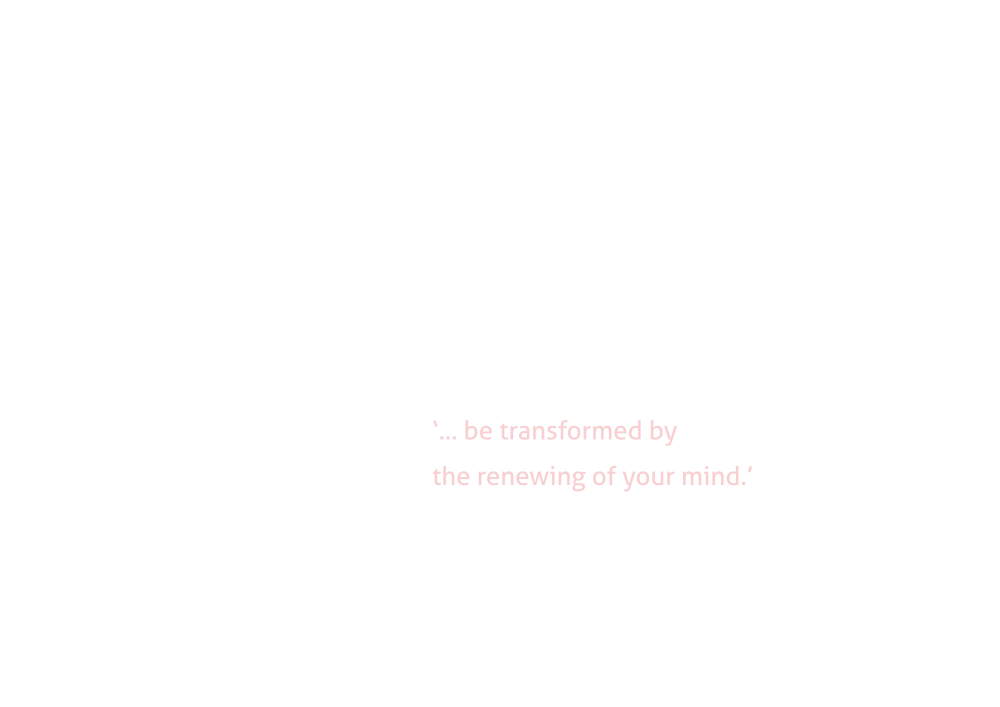 ‘... be transformed by
the renewing of your mind.’